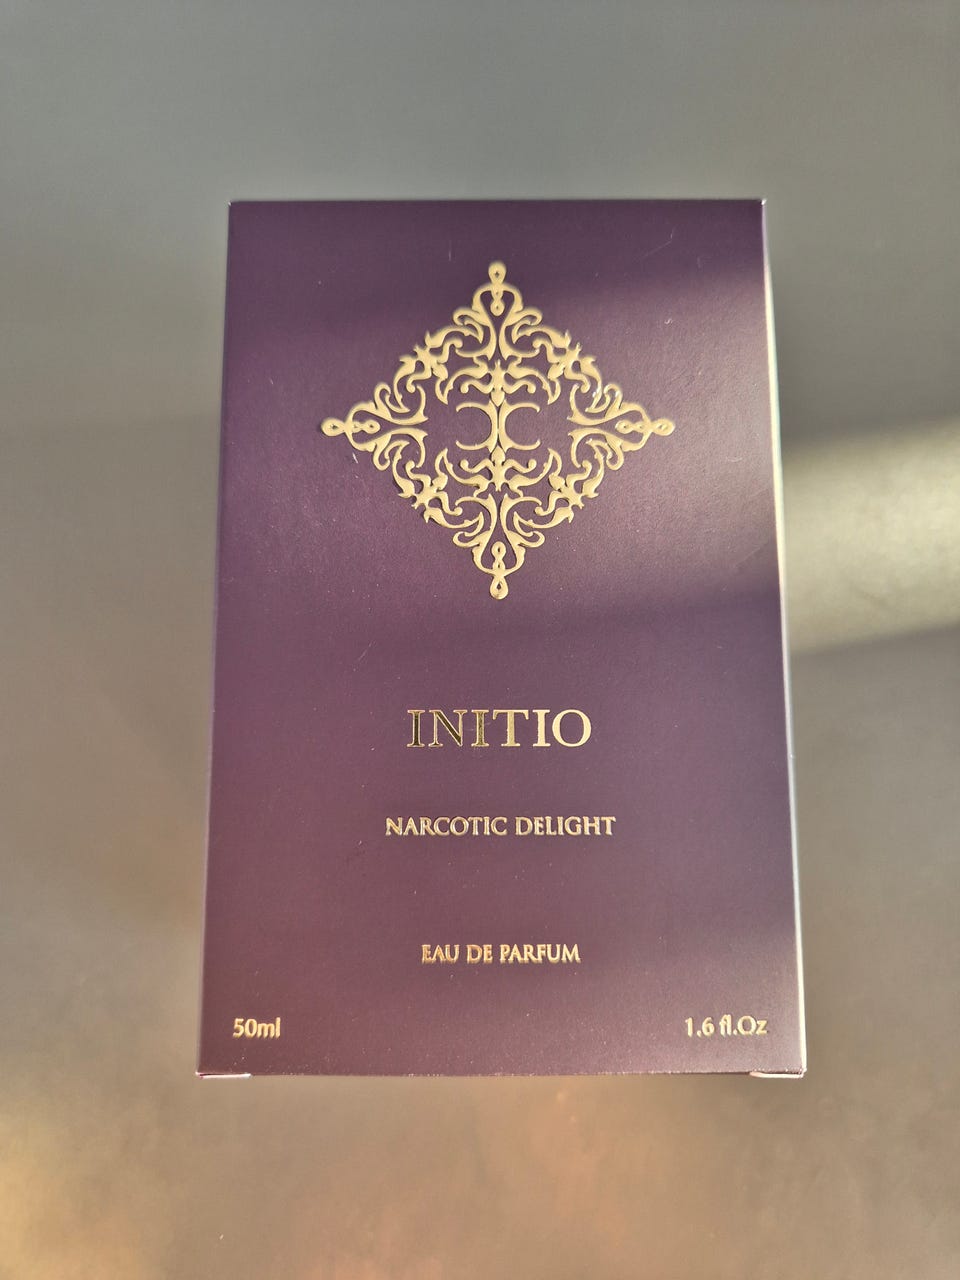 INITIO
NARCOTIC DELIGHT
EAU DE PARFUM
50ml 1.6 fl.Oz